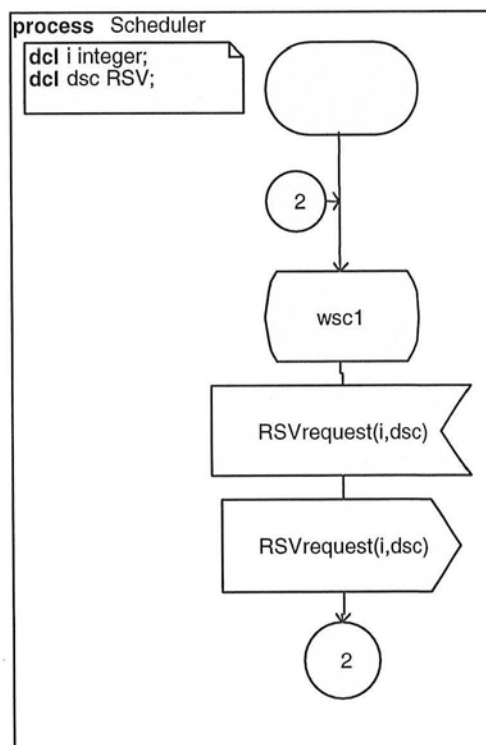 process Scheduler
dcl i integer;
dcl dsc RSV;
2
wsc1
RSVrequest(i,dsc)
RSVrequest(i,dsc)
2